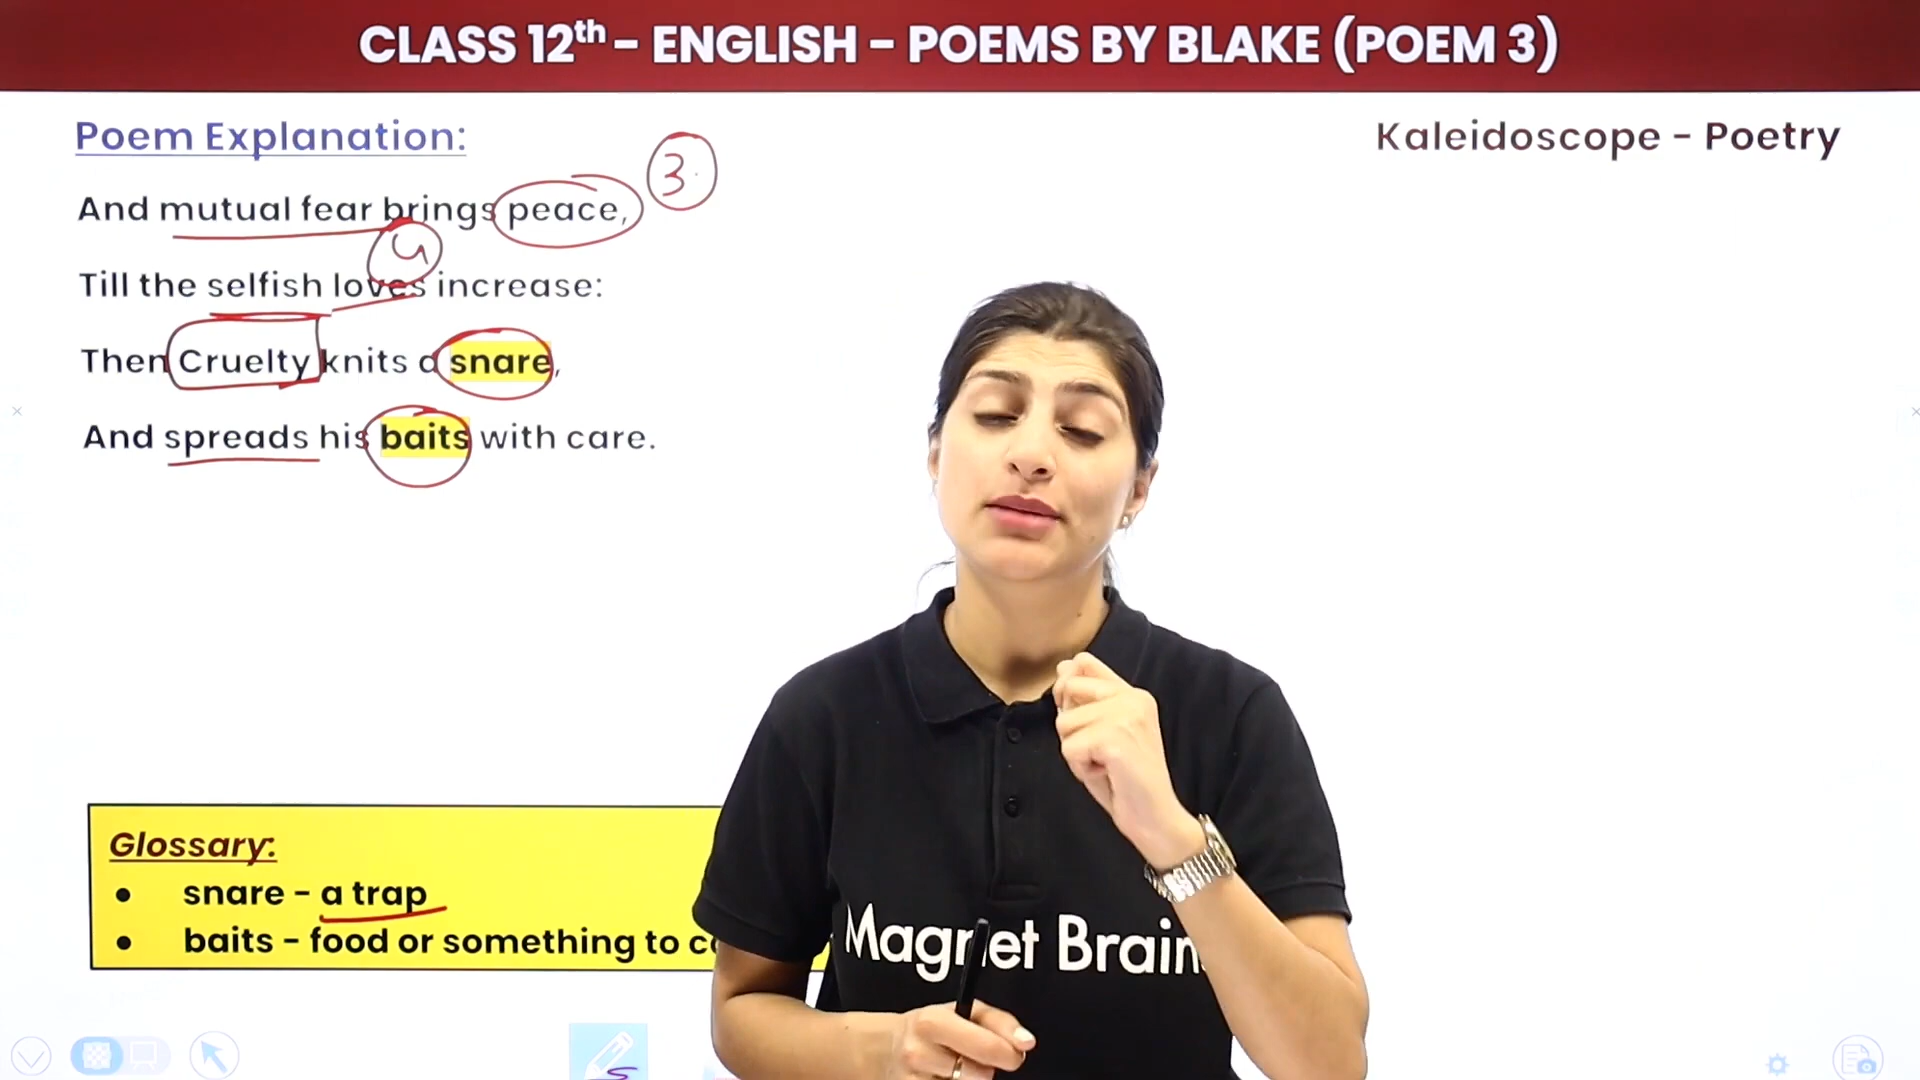 CLASS 12th – ENGLISH – POEMS BY BLAKE (POEM 3)
Poem Explanation:
Kaleidoscope – Poetry
3
And mutual fear brings peace,
4
Till the selfish loves increase:
Then Cruelty knits a snare,
And spreads his baits with care.
Glossary:
• snare – a trap
• baits – food or something to
Magnet Brains